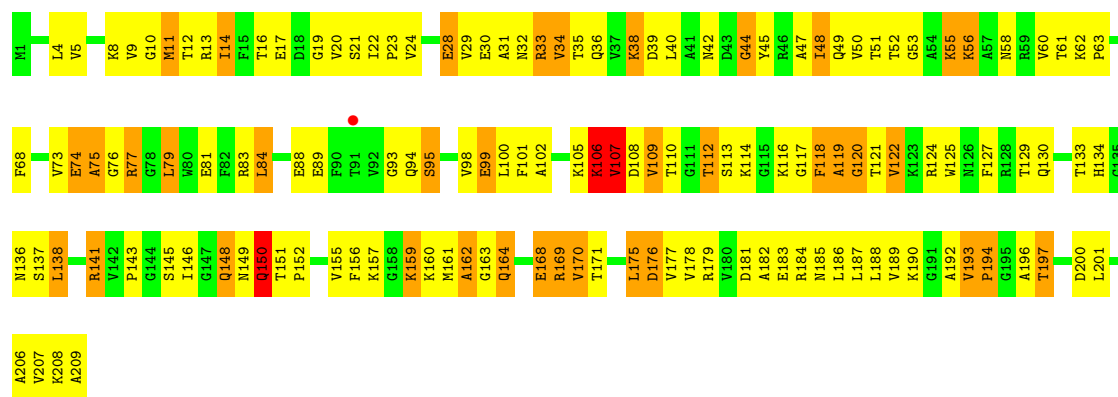 M1 L4 V5 K8 V9 G10 M11 T12 R13 I14 F15 T16 E17 D18 G19 V20 S21 I22 P23 V24 E28 V29 E30 A31 N32 R33 V34 T35 Q36 V37 K38 D39 L40 A41 N42 D43 G44 Y45 R46 A47 I48 Q49 V50 T51 T52 G53 A54 K55 K56 A57 N58 R59 V60 T61 K62 P63
F68 V73 E74 A75 G76 R77 G78 L79 W80 E81 F82 R83 L84 E88 E89 F90 T91 V92 G93 Q94 S95 V98 E99 L100 F101 A102 K105 K106 V107 D108 V109 T110 G111 T112 S113 K114 G115 K116 G117 F118 A119 G120 T121 V122 K123 R124 W125 N126 F127 R128 T129 Q130 T133 H134 G135
N136 S137 L138 R141 V142 P143 G144 S145 I146 G147 Q148 N149 Q150 T151 P152 V155 F156 K157 G158 K159 K160 M161 A162 G163 Q164 E168 R169 V170 T171 L175 D176 V177 V178 R179 V180 D181 A182 E183 R184 N185 L186 L187 L188 V189 K190 G191 A192 V193 P194 G195 A196 T197 D200 L201
A206 V207 K208 A209